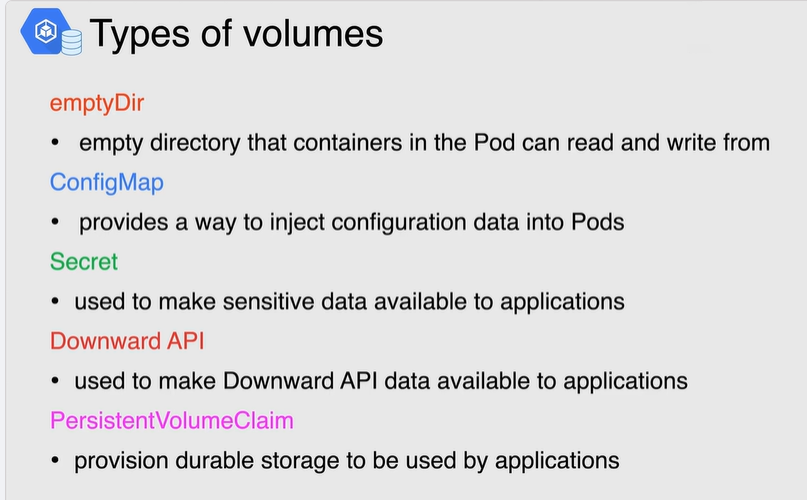 Types of volumes
emptyDir
• empty directory that containers in the Pod can read and write from
ConfigMap
• provides a way to inject configuration data into Pods
Secret
• used to make sensitive data available to applications
Downward API
• used to make Downward API data available to applications
PersistentVolumeClaim
• provision durable storage to be used by applications